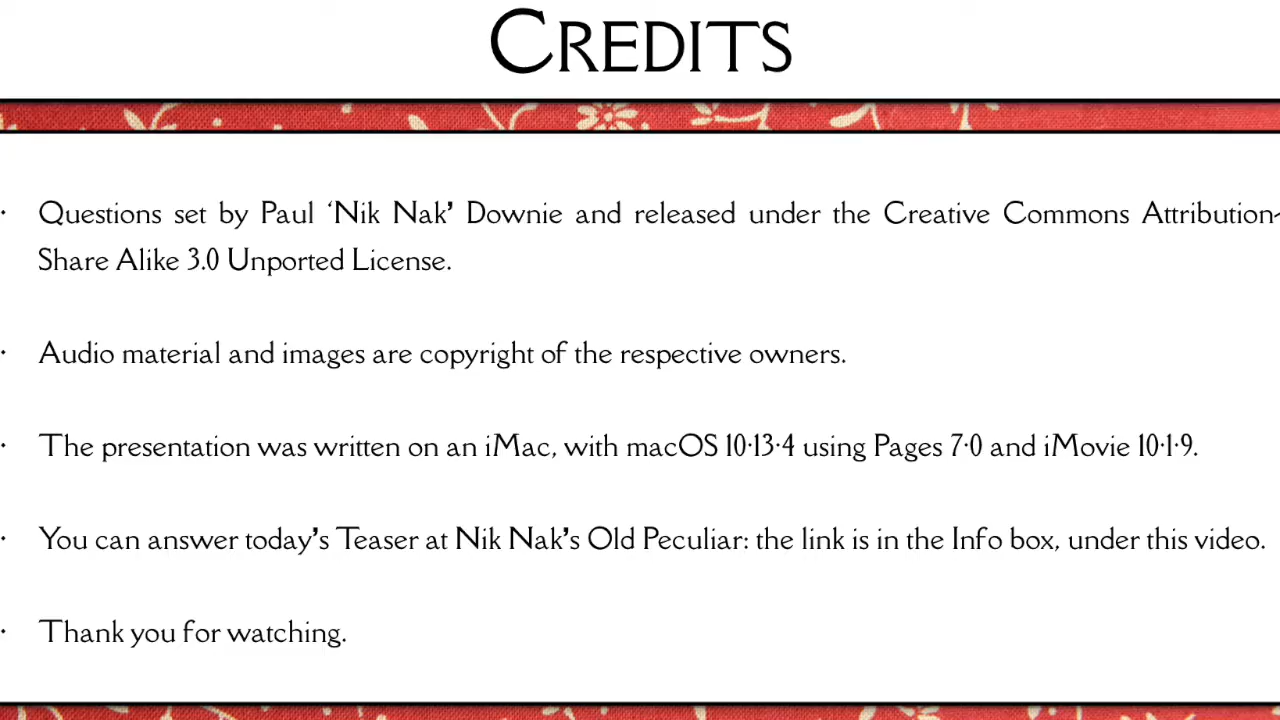 CREDITS
• Questions set by Paul ‘Nik Nak’ Downie and released under the Creative Commons Attribution-
Share Alike 3.0 Unported License.
• Audio material and images are copyright of the respective owners.
• The presentation was written on an iMac, with macOS 10·13·4 using Pages 7·0 and iMovie 10·1·9.
• You can answer today’s Teaser at Nik Nak’s Old Peculiar: the link is in the Info box, under this video.
• Thank you for watching.